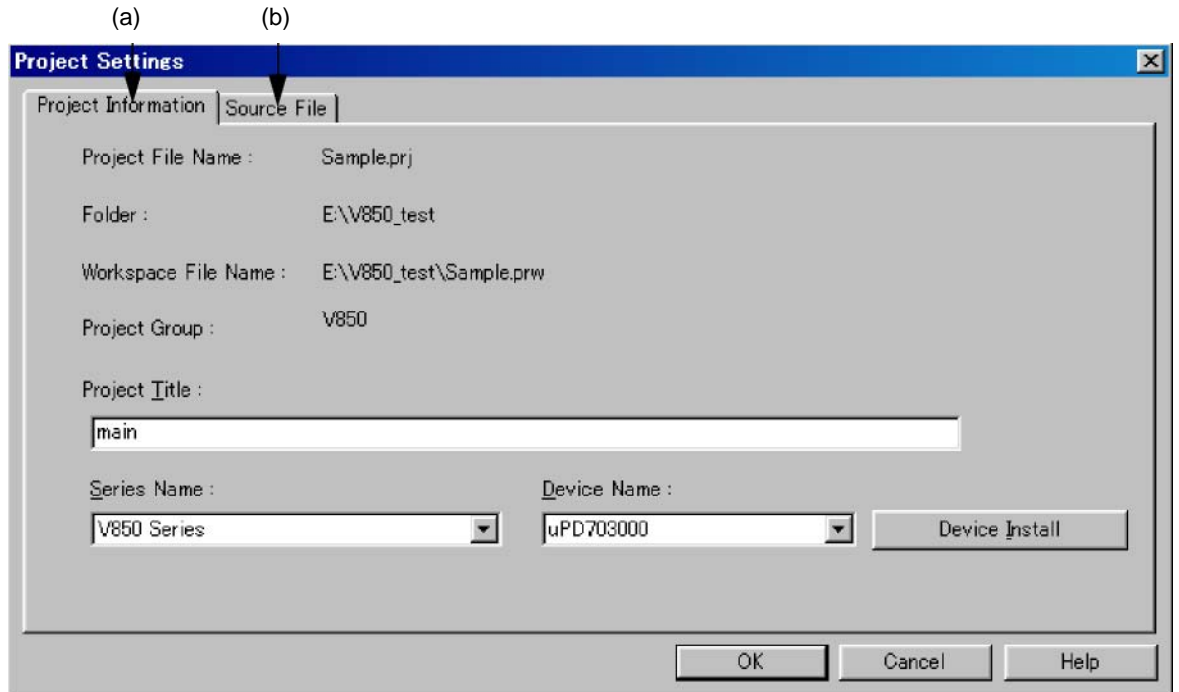 (a) (b)
Project Settings
Project Information Source File
Project File Name : Sample.prj
Folder : E:\V850_test
Workspace File Name : E:\V850_test\Sample.prw
Project Group : V850
Project Title :
main
Series Name : Device Name :
V850 Series uPD703000 Device Install
OK Cancel Help